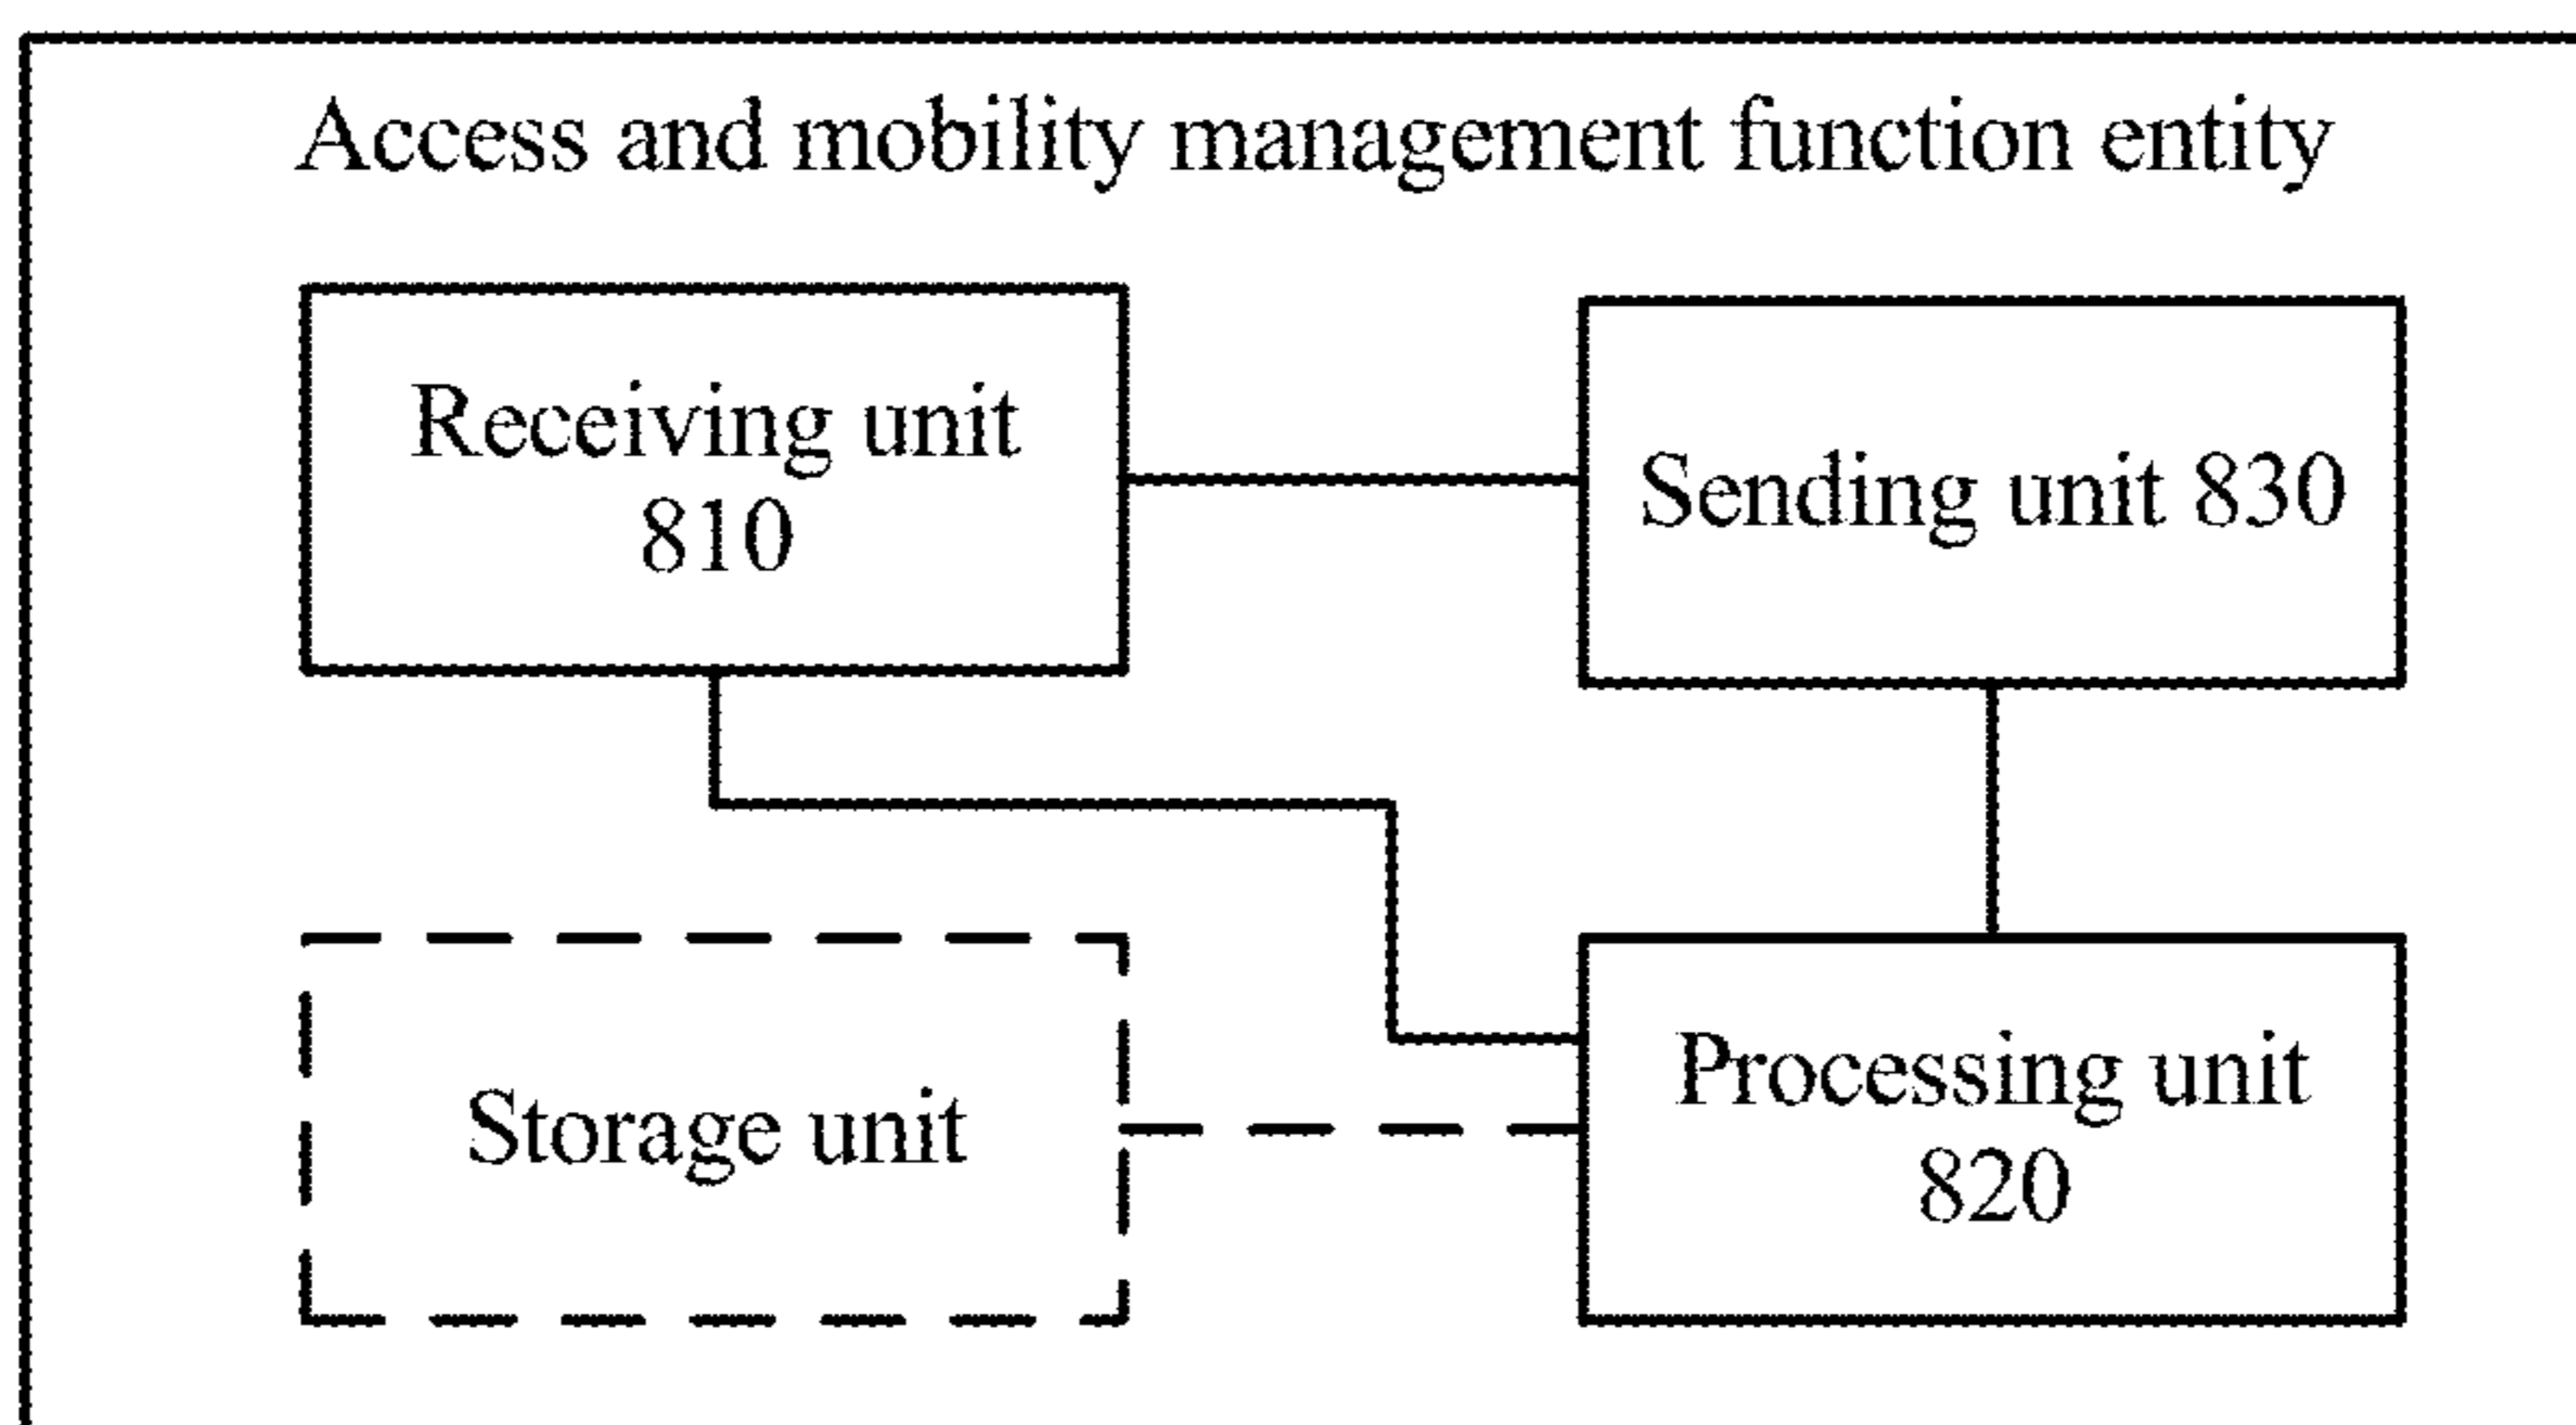 Access and mobility management function entity
Receiving unit
810
Sending unit 830
Storage unit
Processing unit
820